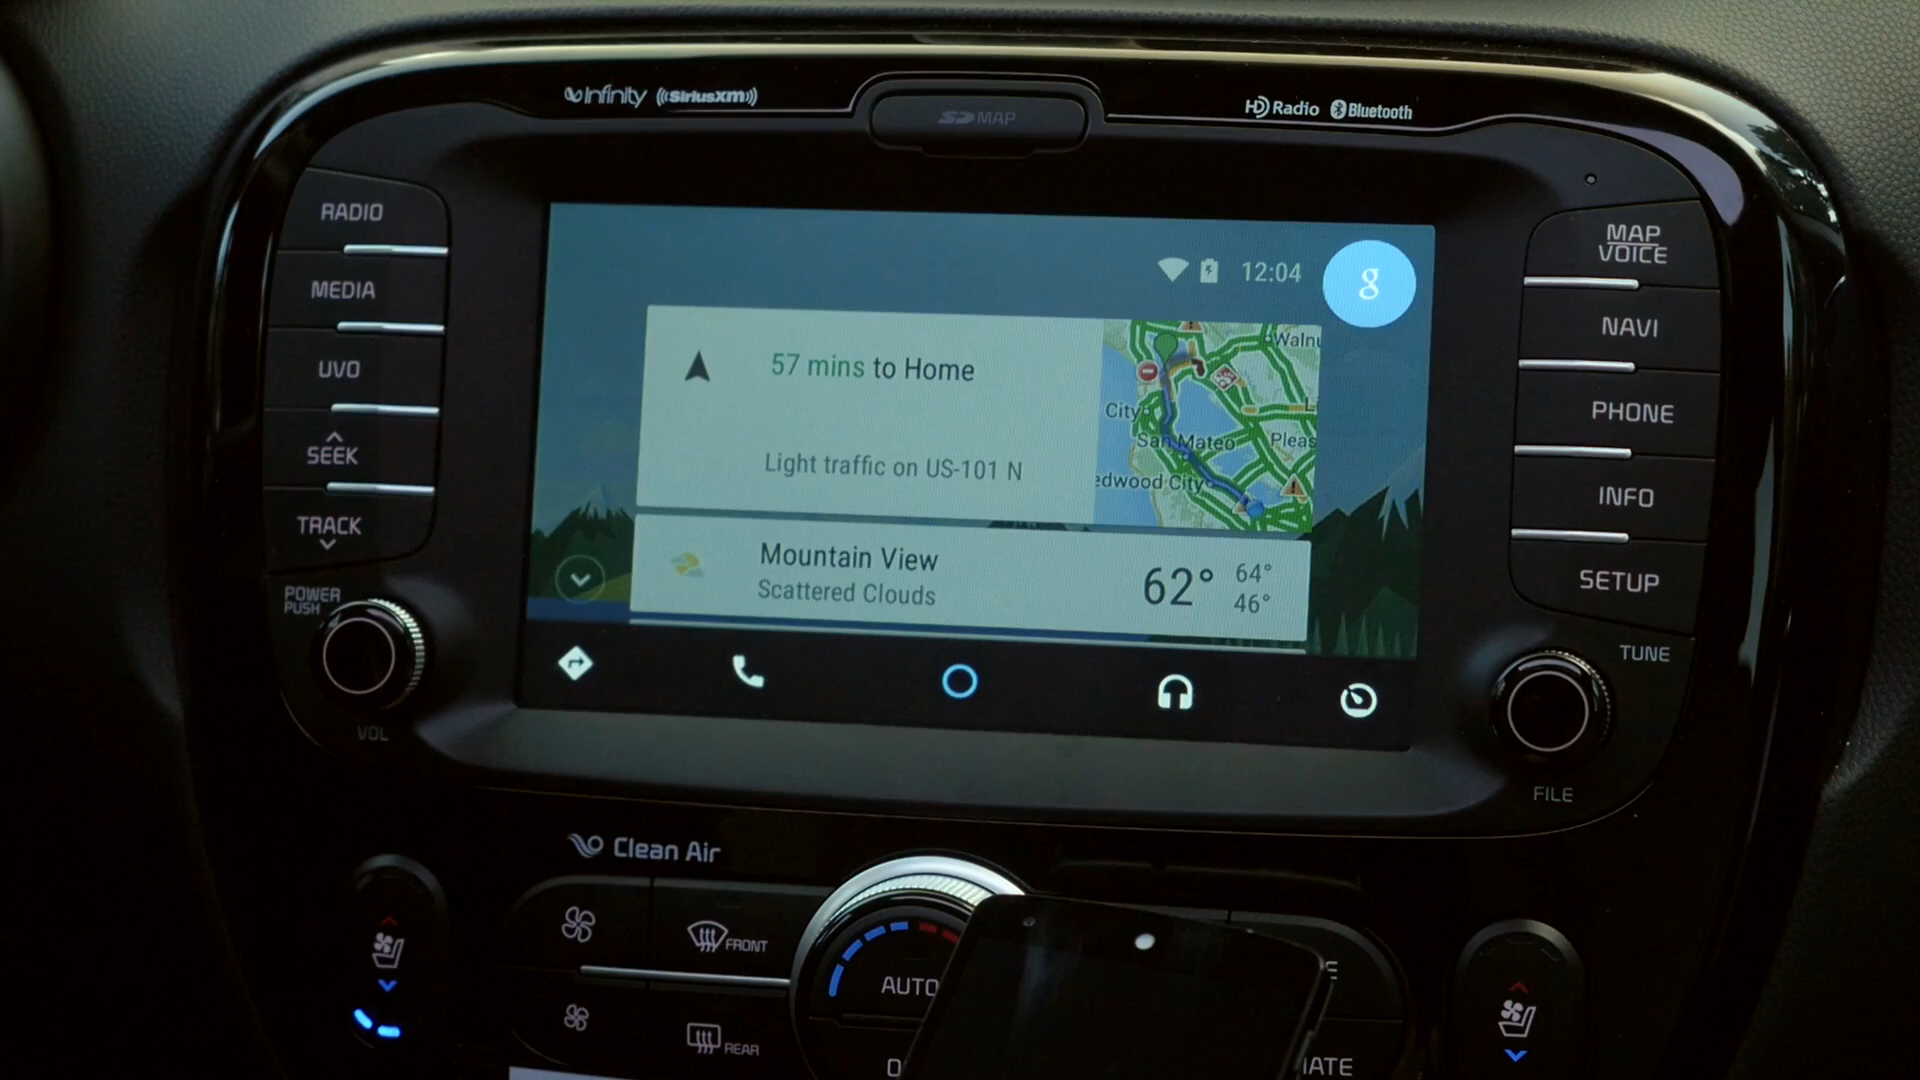 Infinity SiriusXM
SD MAP
HD Radio Bluetooth
RADIO
MEDIA
UVO
SEEK
TRACK
POWER
PUSH
VOL
12:04
g
57 mins to Home
Light traffic on US-101 N
Walnu
City
San Mateo
Pleas
edwood City
Mountain View
Scattered Clouds
62°
64°
46°
MAP
VOICE
NAVI
PHONE
INFO
SETUP
TUNE
FILE
Clean Air
FRONT
AUTO
REAR